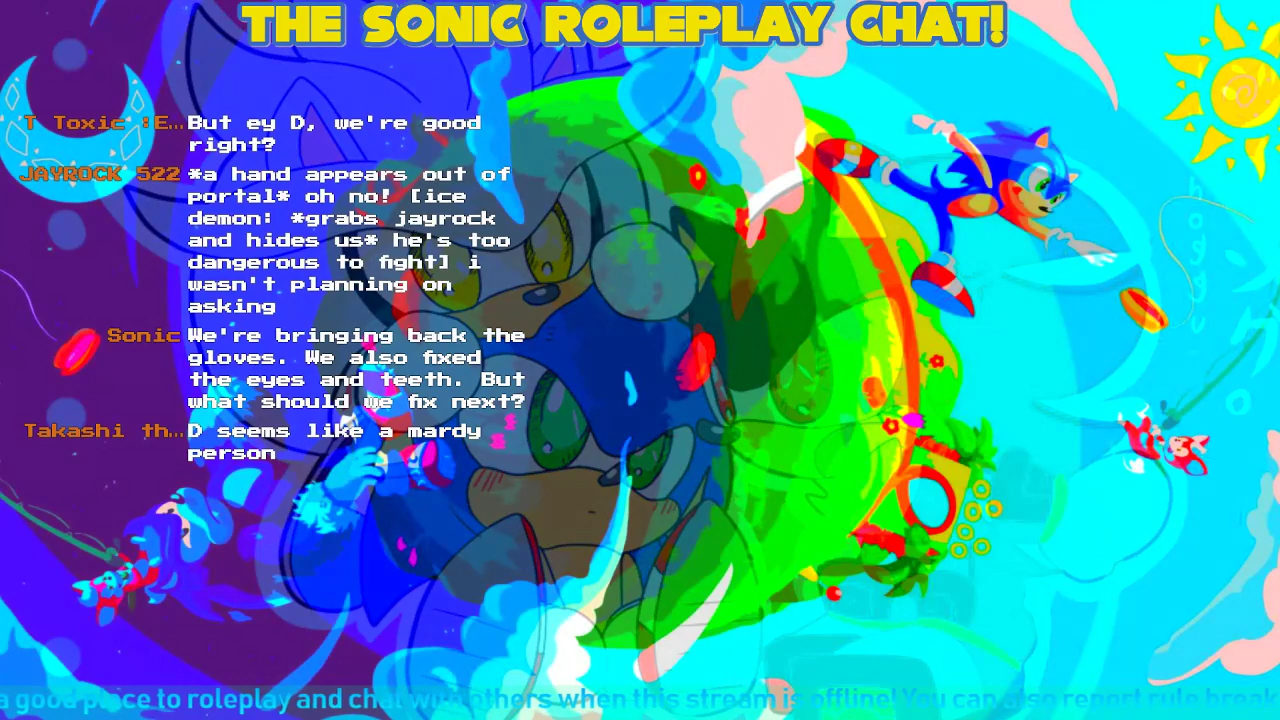 THE SONIC ROLEPLAY CHAT!
T Toxic :E... But ey D, we're good
right?
JAYROCK 522 *a hand appears out of
portal* oh no! [ice
demon: *grabs jayrock
and hides us* he's too
dangerous to fight] i
wasn't planning on
asking
Sonic We're bringing back the
gloves. We also fixed
the eyes and teeth. But
what should we fix next?
Takashi th... D seems like a mardy
person
a good place to roleplay and chat with others when this stream is offline! You can also report rule break